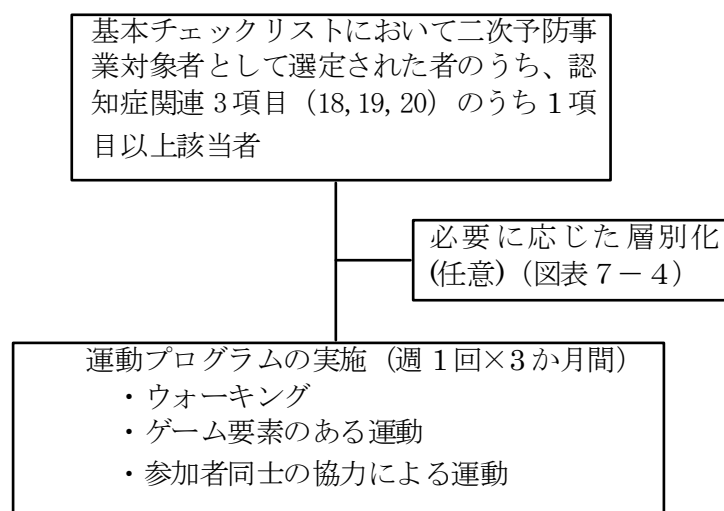 基本チェックリストにおいて二次予防事
業対象者として選定された者のうち、認
知症関連3項目（18,19,20）のうち１項
目以上該当者
必要に応じた層別化
(任意)（図表７－４）
運動プログラムの実施（週１回×３か月間）
・ウォーキング
・ゲーム要素のある運動
・参加者同士の協力による運動